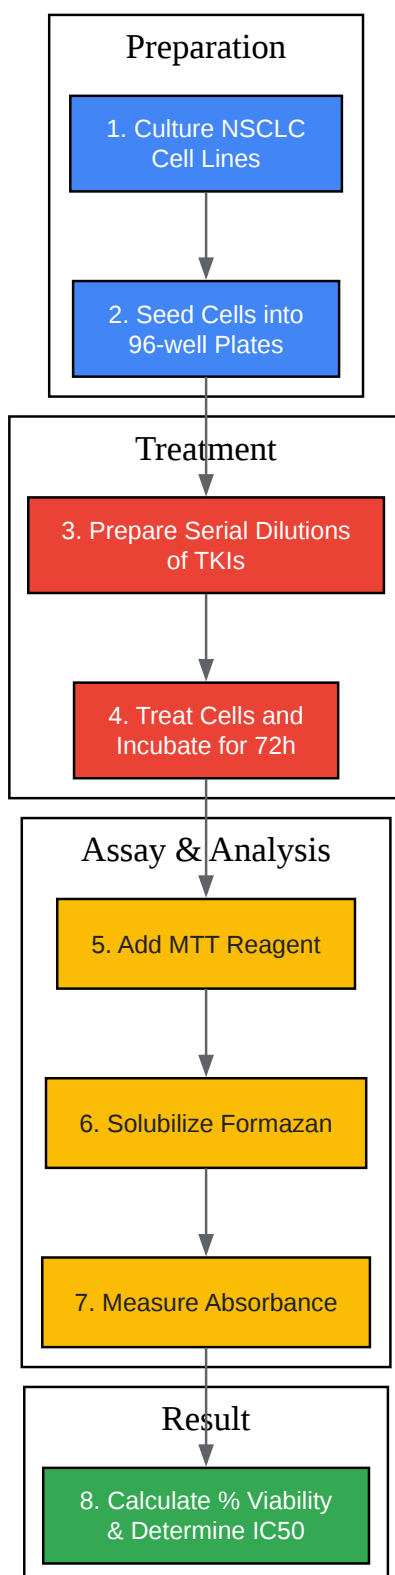 Preparation
1. Culture NSCLC
Cell Lines
2. Seed Cells into
96-well Plates
Treatment
3. Prepare Serial Dilutions
of TKIs
4. Treat Cells and
Incubate for 72h
Assay & Analysis
5. Add MTT Reagent
6. Solubilize Formazan
7. Measure Absorbance
Result
8. Calculate % Viability
& Determine IC50